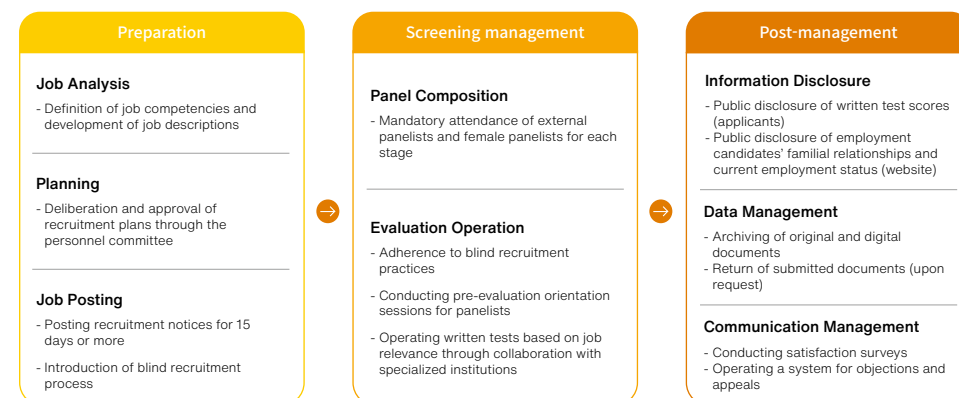 Preparation
Job Analysis
- Definition of job competencies and
development of job descriptions
Planning
- Deliberation and approval of
recruitment plans through the
personnel committee
Job Posting
- Posting recruitment notices for 15
days or more
- Introduction of blind recruitment
process
Screening management
Panel Composition
- Mandatory attendance of external
panelists and female panelists for each
stage
Evaluation Operation
- Adherence to blind recruitment
practices
- Conducting pre-evaluation orientation
sessions for panelists
- Operating written tests based on job
relevance through collaboration with
specialized institutions
Post-management
Information Disclosure
- Public disclosure of written test scores
(applicants)
- Public disclosure of employment
candidates’ familial relationships and
current employment status (website)
Data Management
- Archiving of original and digital
documents
- Return of submitted documents (upon
request)
Communication Management
- Conducting satisfaction surveys
- Operating a system for objections and
appeals